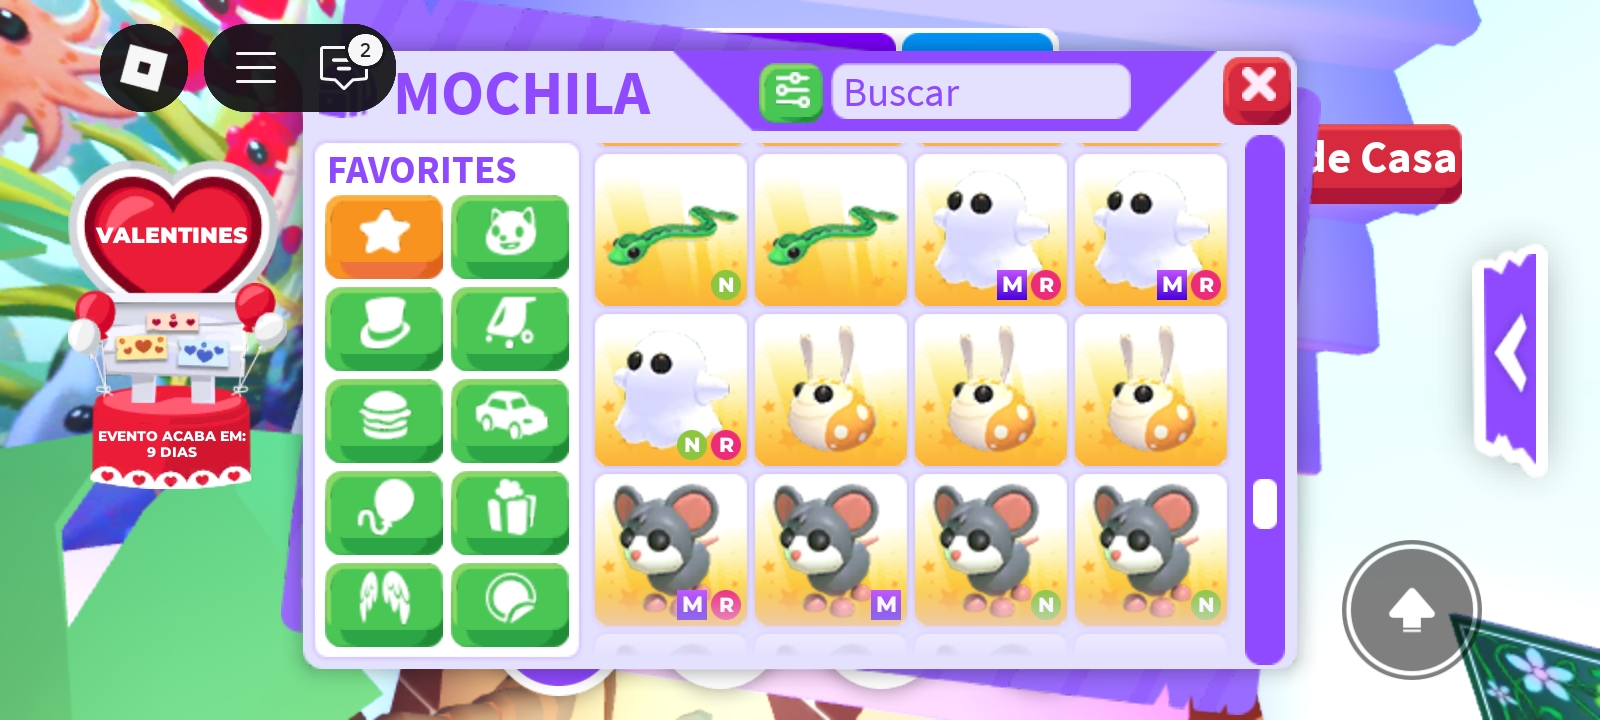 2
MOCHILA
Buscar
de Casa
FAVORITES
VALENTINES
EVENTO ACABA EM:
9 DIAS
N
M R
M R
N R
M R
M
N
N